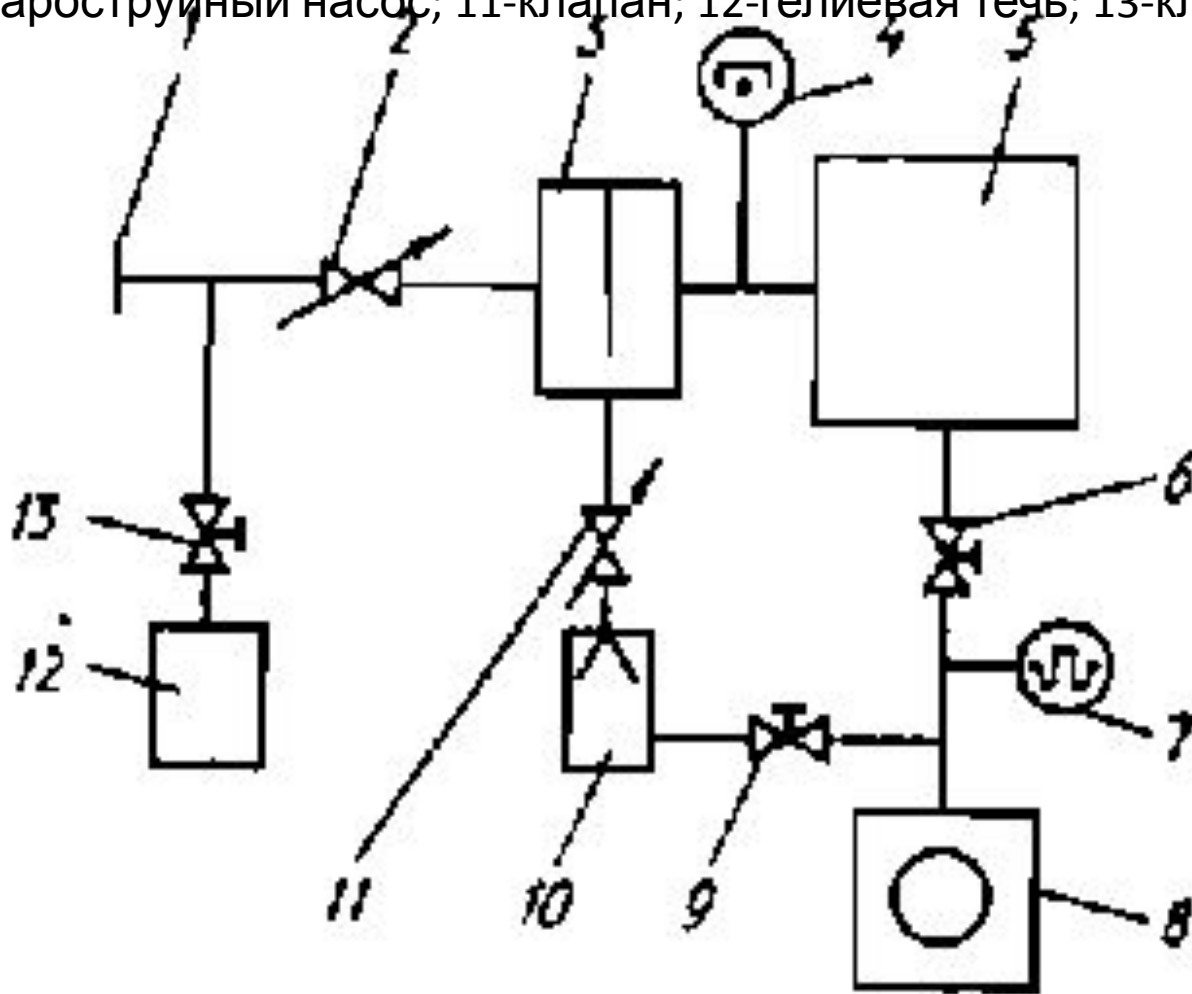 ароструйный насос; 11-клапан; 12-гелиевая течь; 13-кл
1 2 3 4 5
13 6
12 7
11 10 9 8